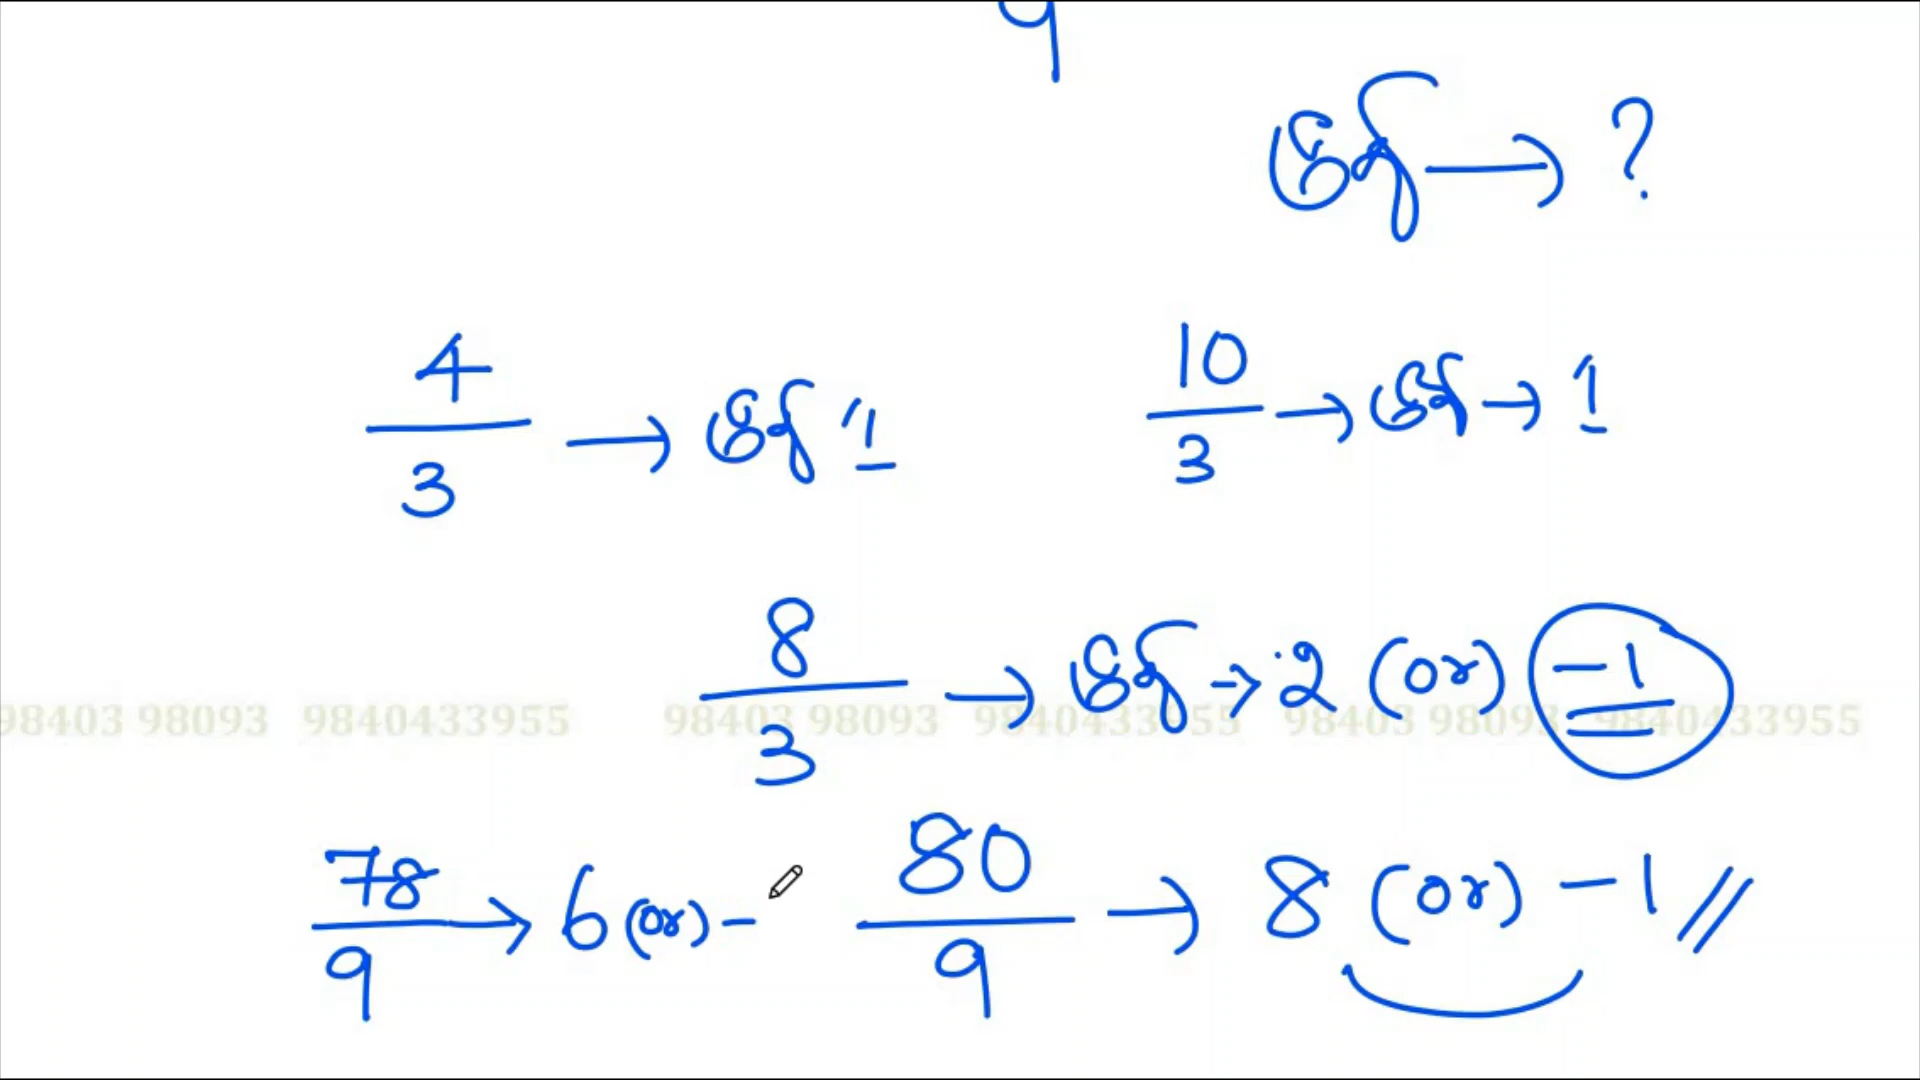 9
மீதி → ?
4/3 → மீதி 1
10/3 → மீதி → 1
8/3 → மீதி → 2 (or) -1
98403 98093 9840433955 98403 98093 9840433955 98403 98093 9840433955
78/9 → 6 (or) -
80/9 → 8 (or) -1 //